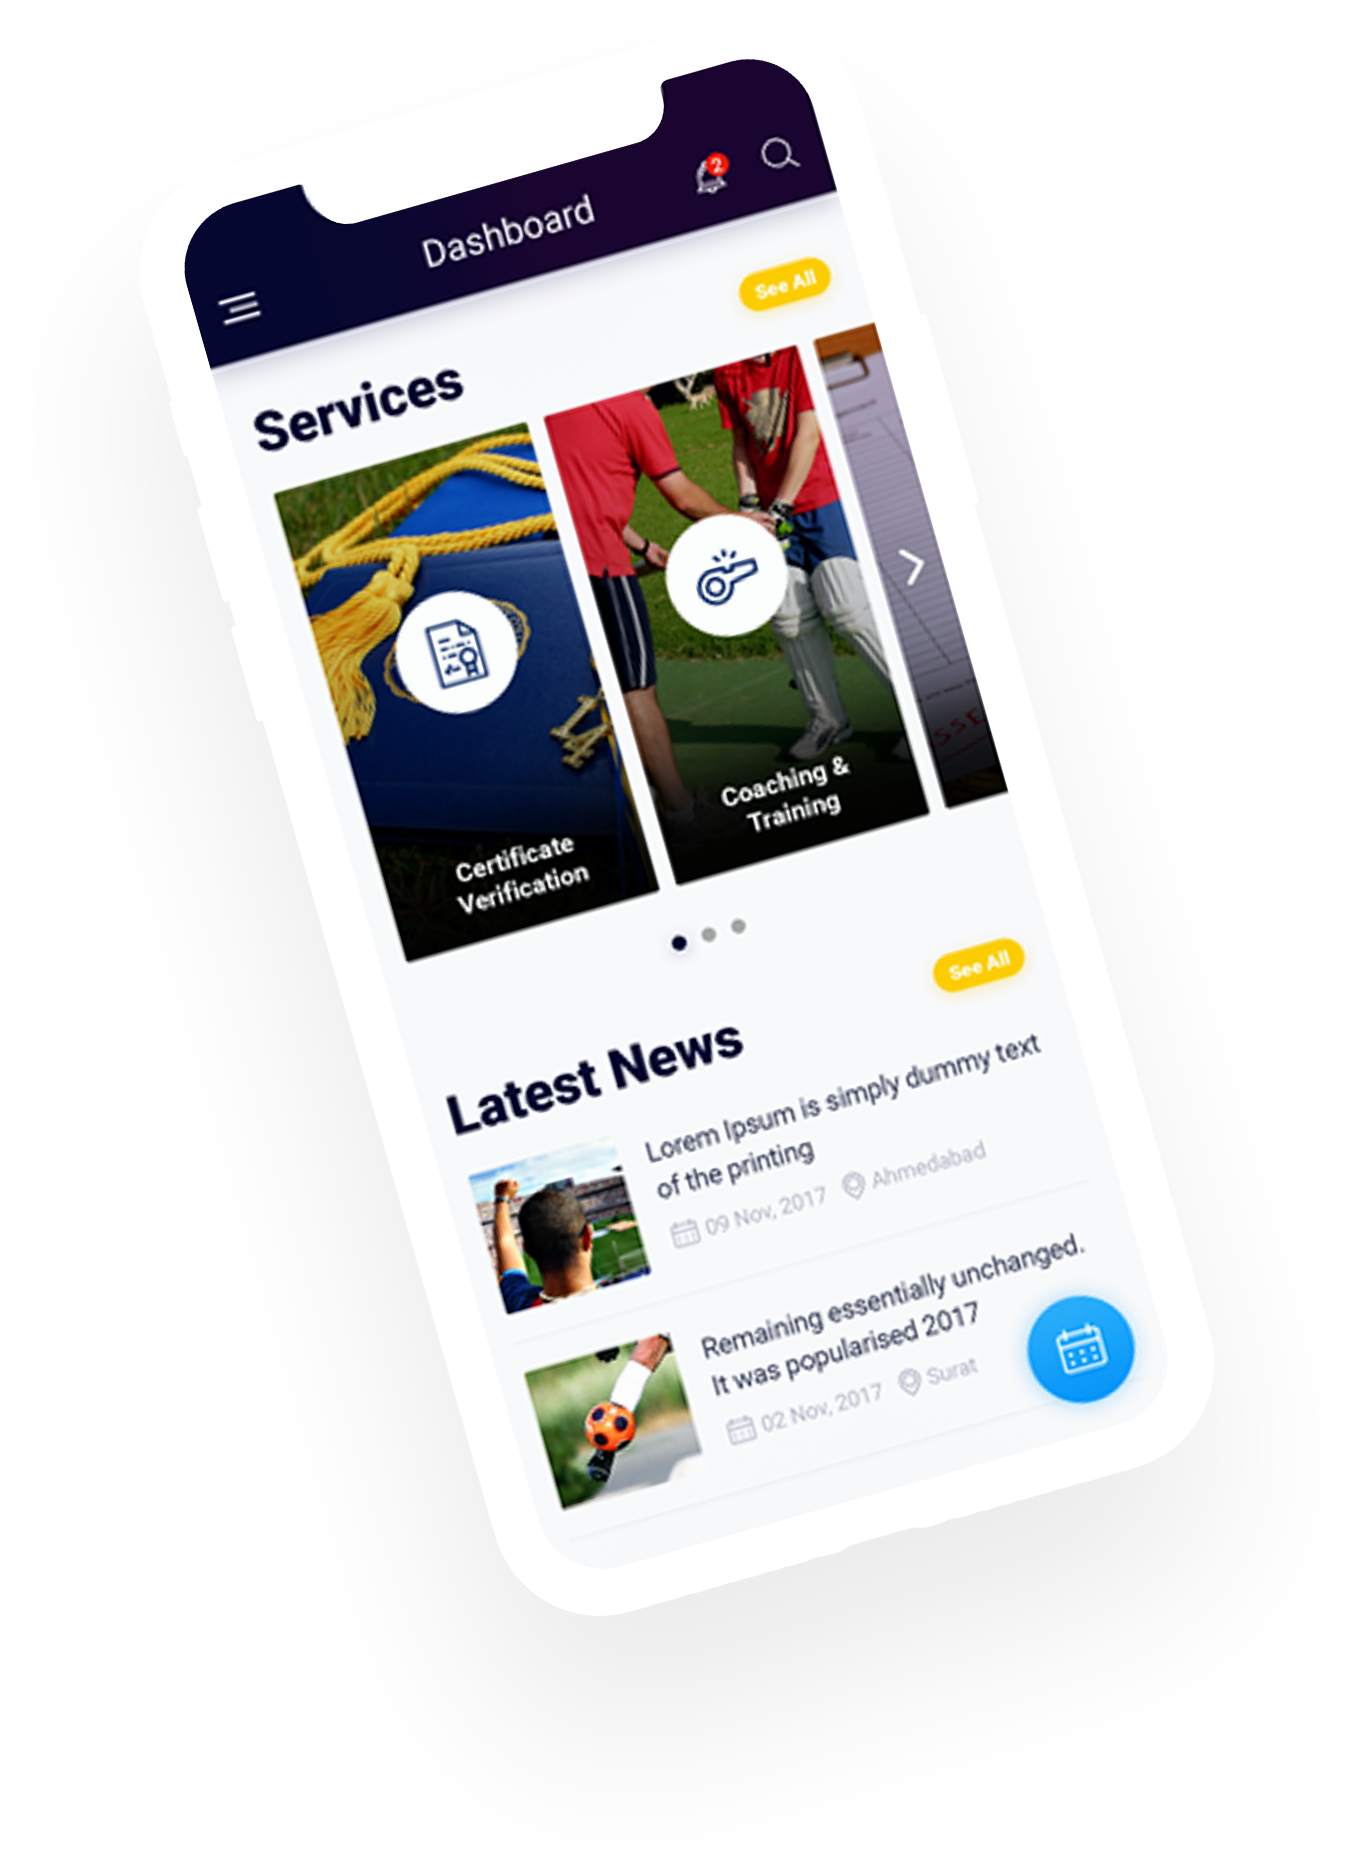 2
Dashboard
See All
Services
Certificate
Verification
Coaching &
Training
SSE
See All
Latest News
Lorem Ipsum is simply dummy text
of the printing
09 Nov, 2017 Ahmedabad
Remaining essentially unchanged.
It was popularised 2017
02 Nov, 2017 Surat